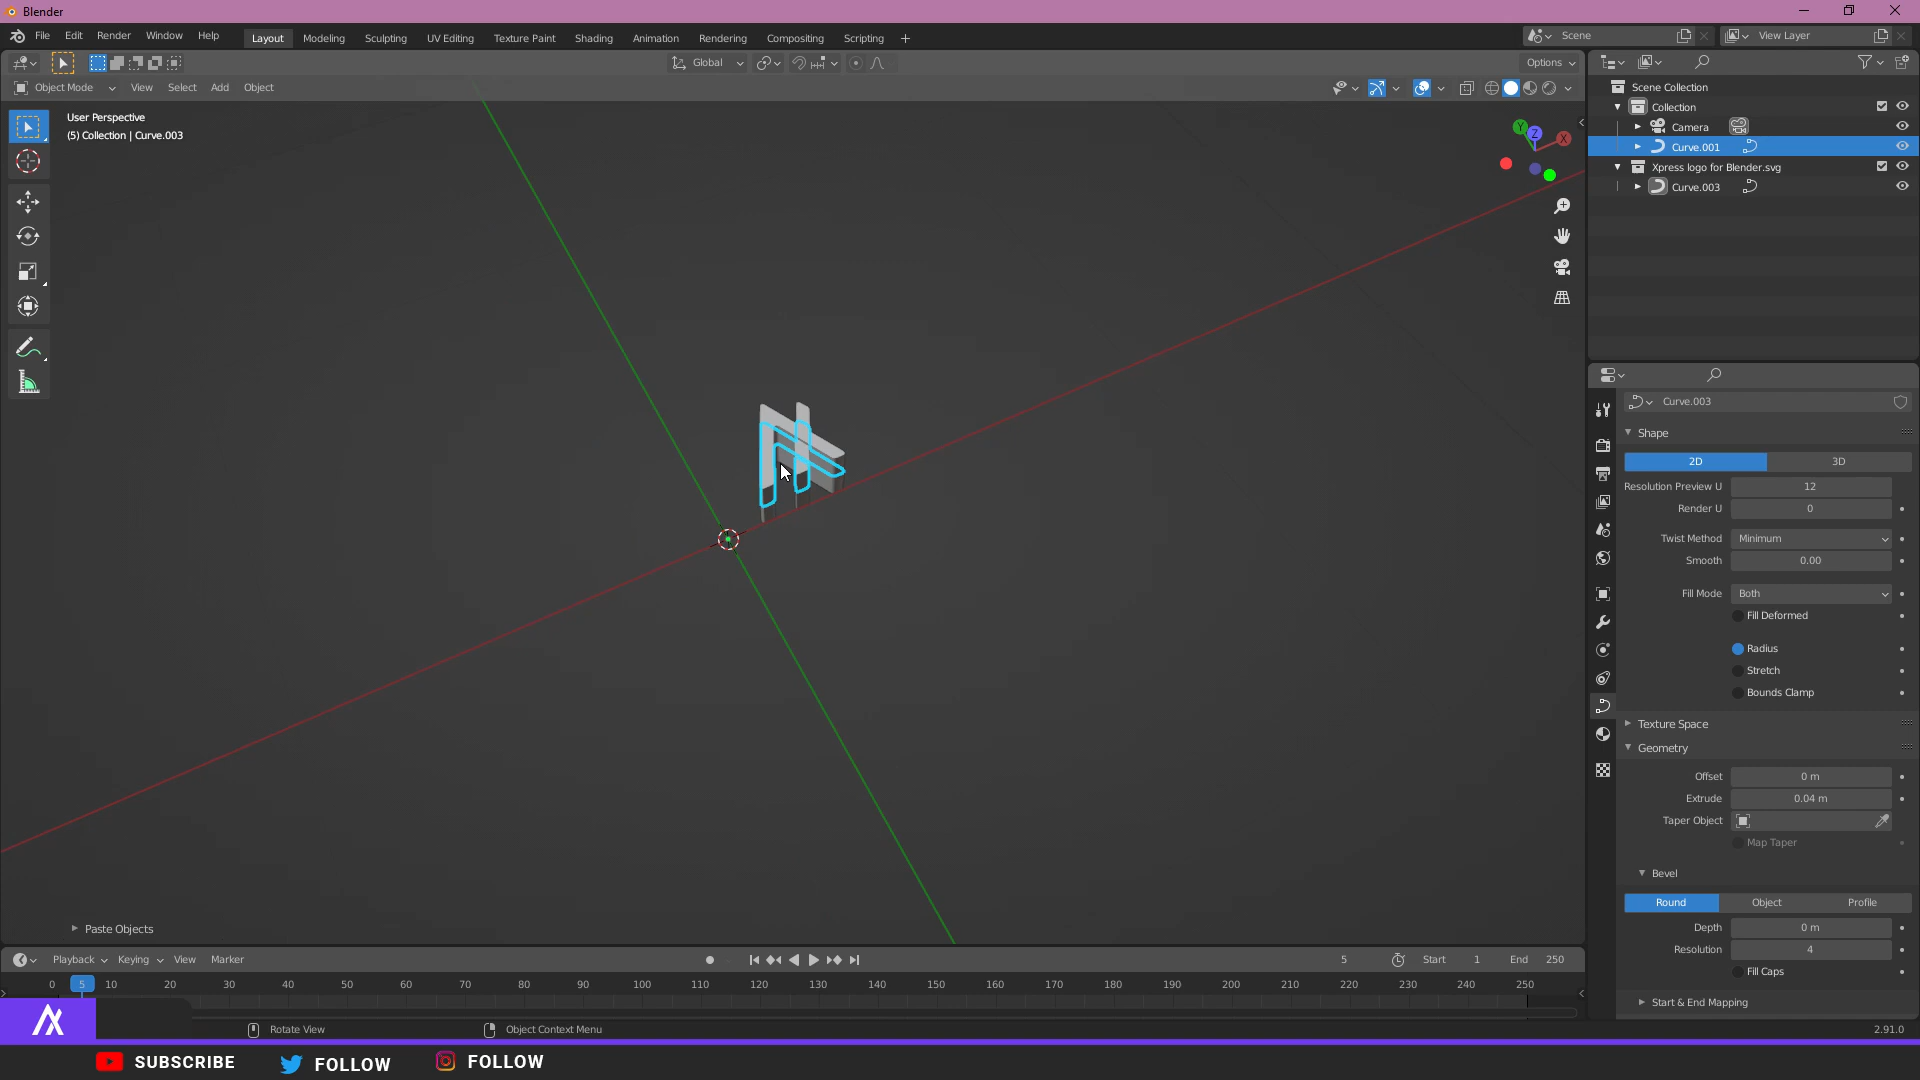 Blender
File Edit Render Window Help
Layout Modeling Sculpting UV Editing Texture Paint Shading Animation Rendering Compositing Scripting +
Scene View Layer
Global Options
Object Mode View Select Add Object
User Perspective
(5) Collection | Curve.003
Y Z X
Scene Collection
Collection
Camera
Curve.001
Xpress logo for Blender.svg
Curve.003
Curve.003
Shape
2D 3D
Resolution Preview U 12
Render U 0
Twist Method Minimum
Smooth 0.00
Fill Mode Both
Fill Deformed
Radius
Stretch
Bounds Clamp
Texture Space
Geometry
Offset 0 m
Extrude 0.04 m
Taper Object
Map Taper
Bevel
Round Object Profile
Depth 0 m
Resolution 4
Fill Caps
Start & End Mapping
Paste Objects
Playback Keying View Marker 5 Start 1 End 250
0 5 10 20 30 40 50 60 70 80 90 100 110 120 130 140 150 160 170 180 190 200 210 220 230 240 250
Rotate View Object Context Menu 2.91.0
SUBSCRIBE FOLLOW FOLLOW